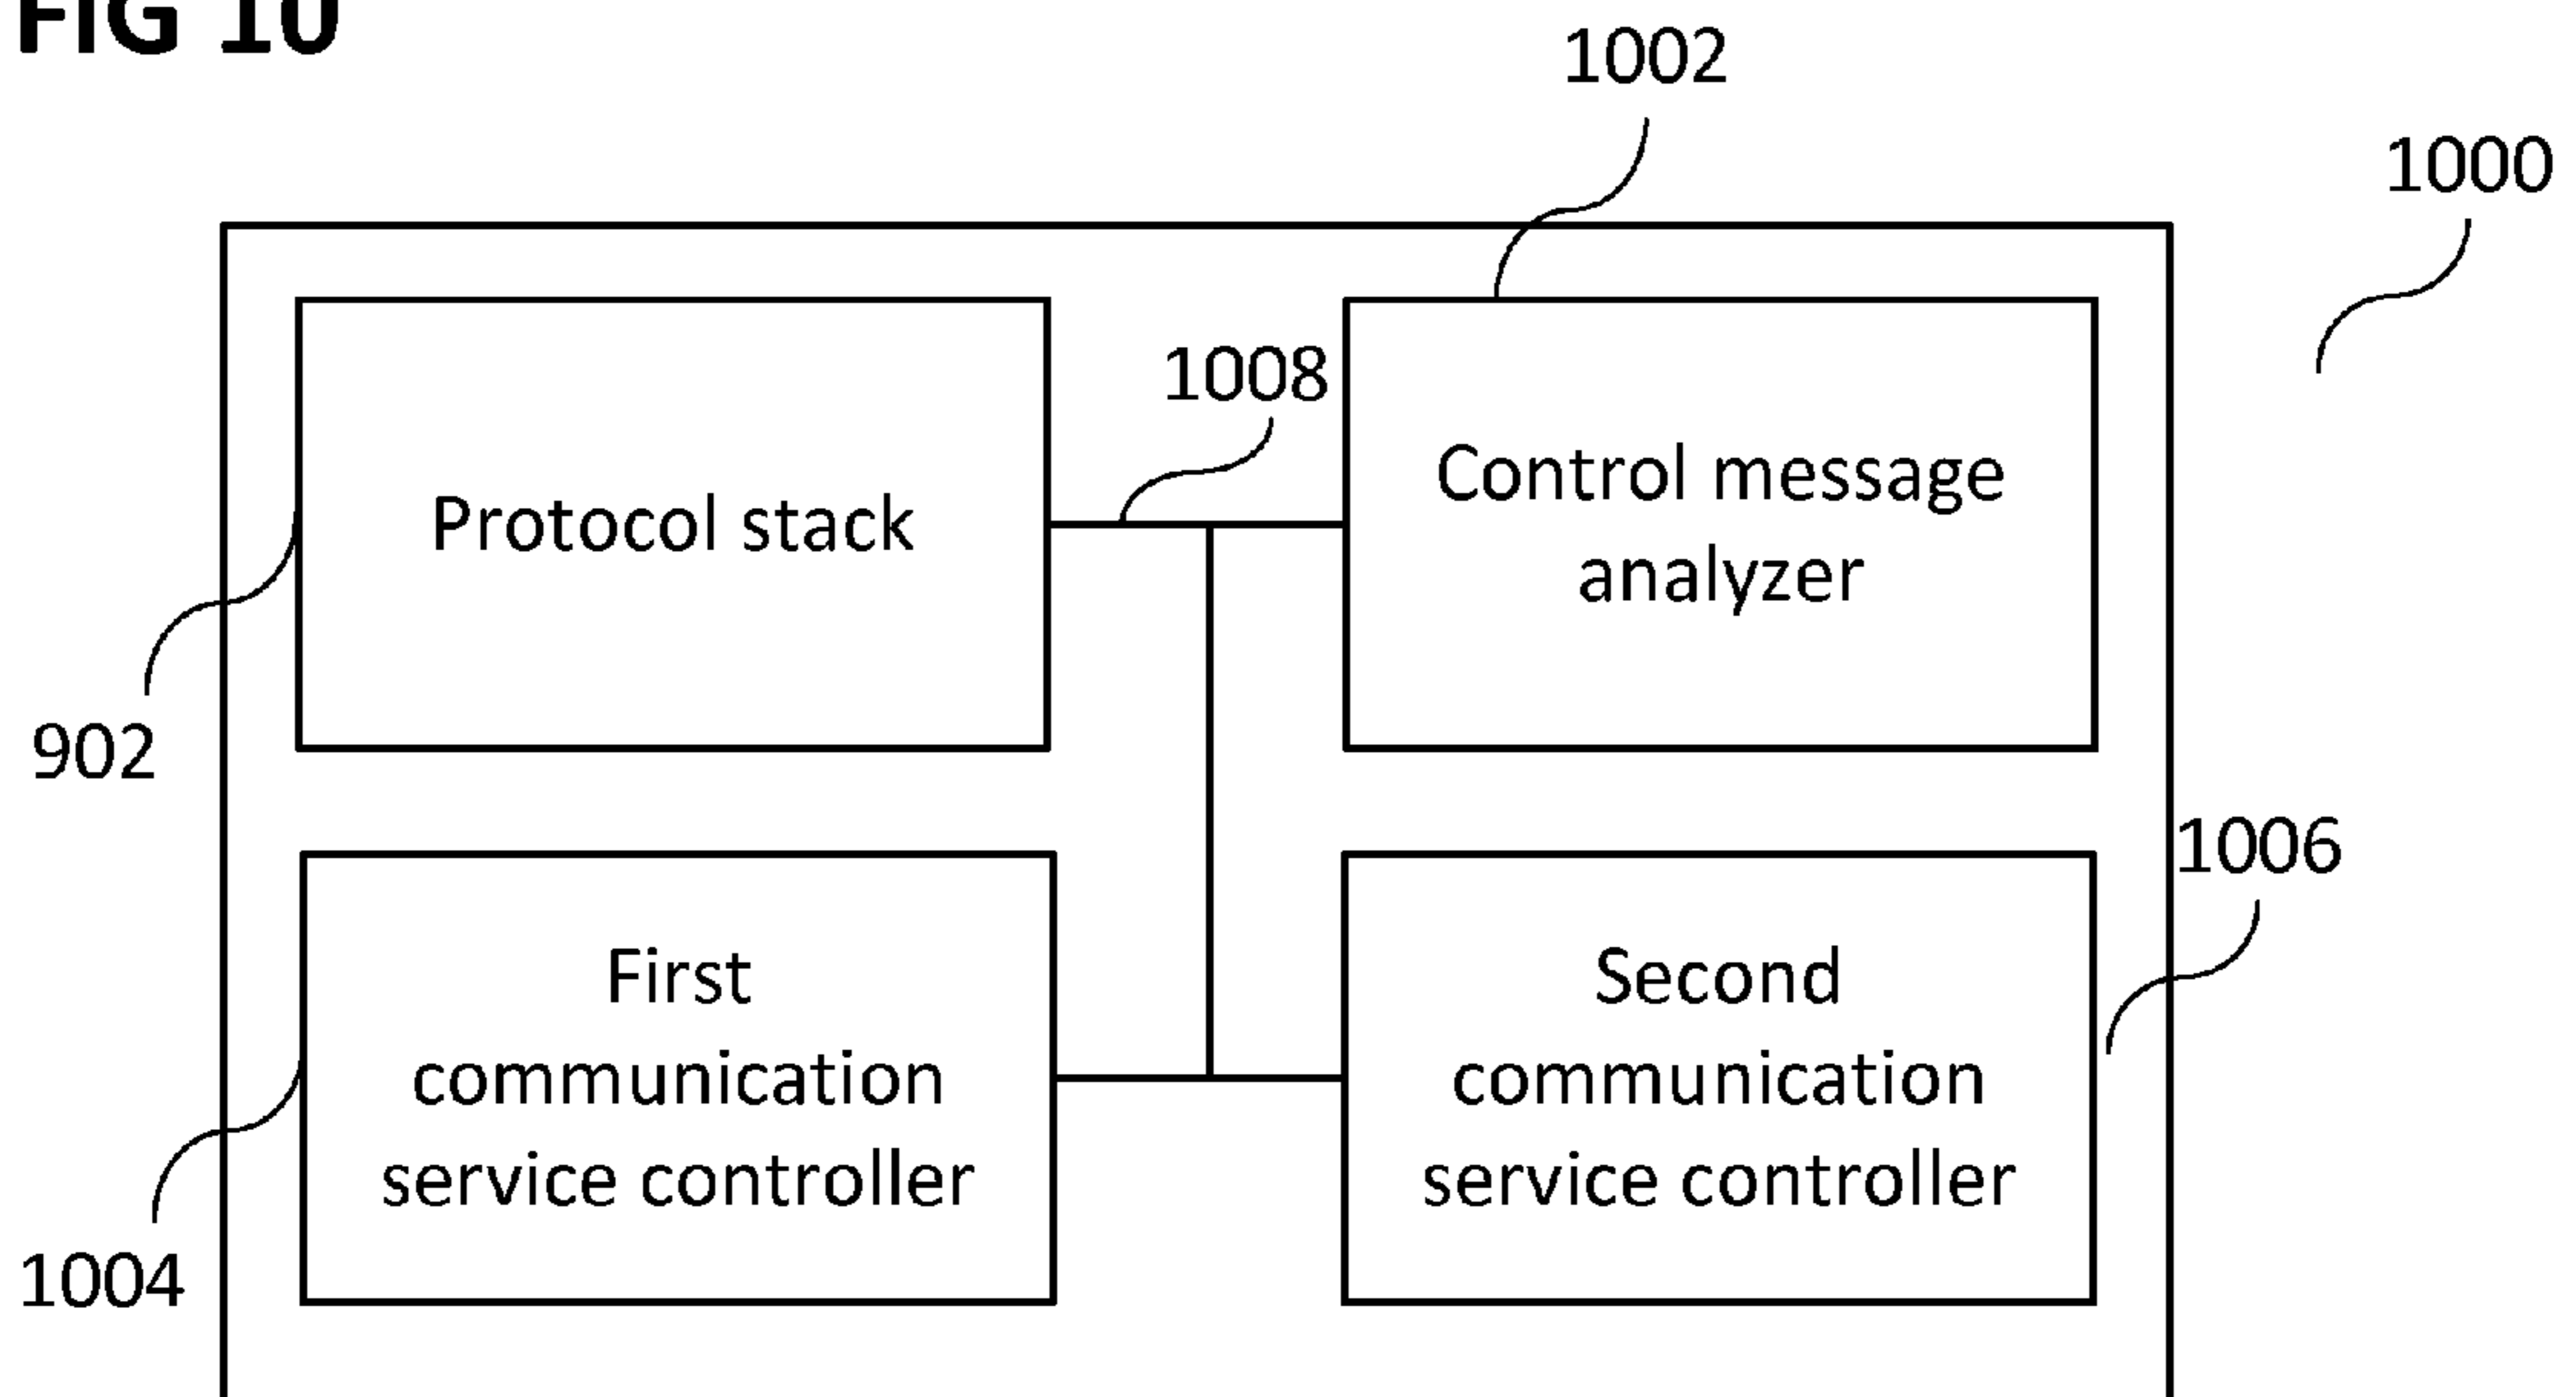 FIG 10
1002
1000
1008
Protocol stack
Control message
analyzer
902
1006
First
communication
service controller
Second
communication
service controller
1004